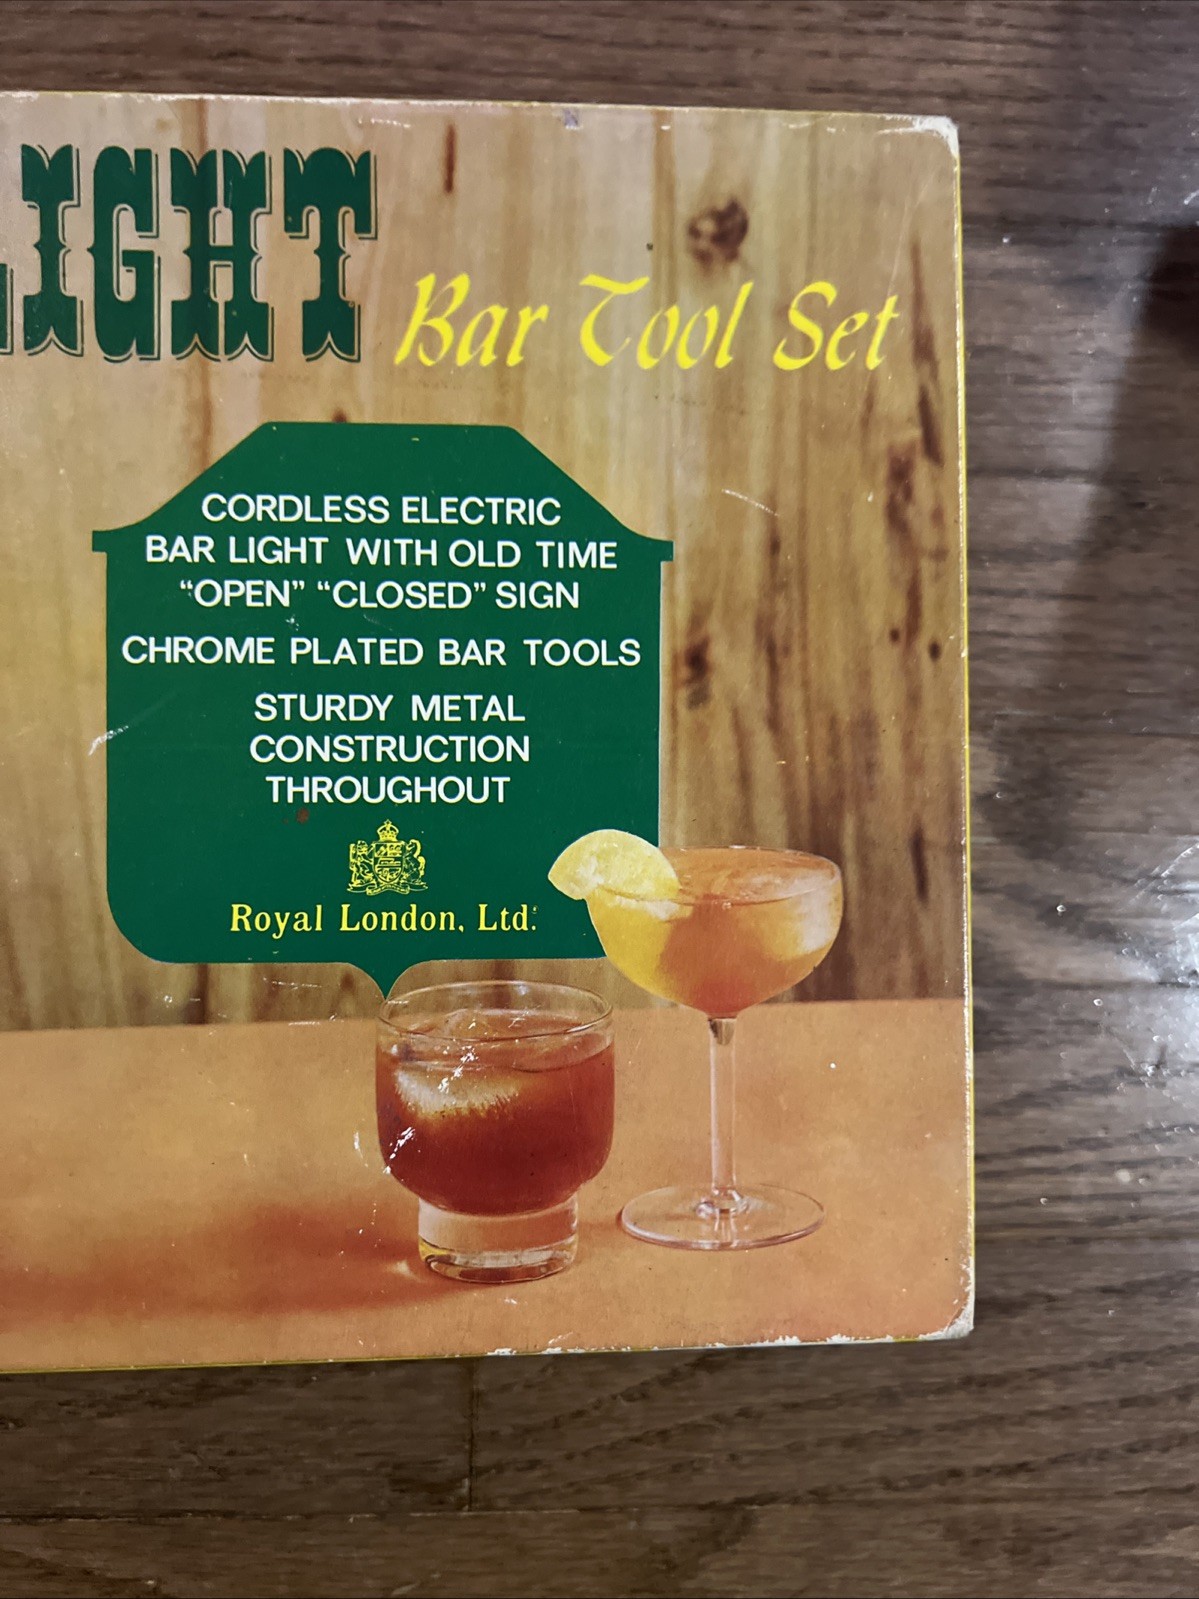 LIGHT Bar Tool Set
CORDLESS ELECTRIC
BAR LIGHT WITH OLD TIME
“OPEN” “CLOSED” SIGN
CHROME PLATED BAR TOOLS
STURDY METAL
CONSTRUCTION
THROUGHOUT
Royal London, Ltd.